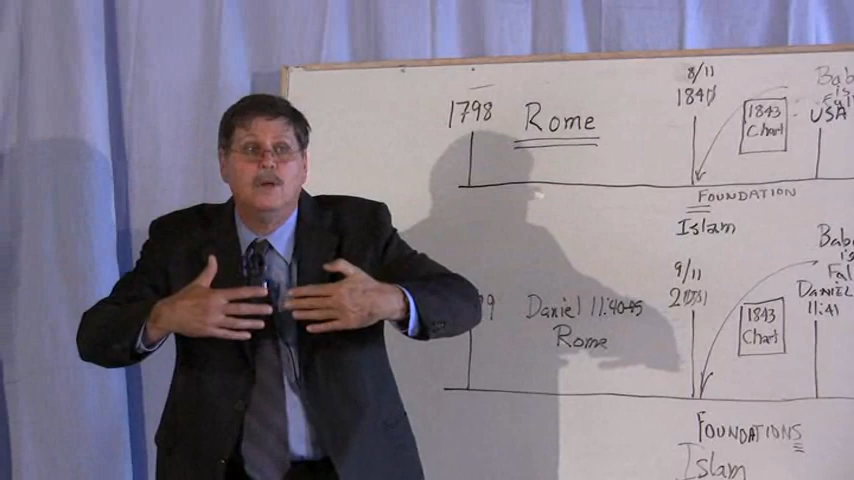 8/11
1798 Rome 1840 1843 USA
Chart
FOUNDATION
Islam
9/11
Daniel 11:40-45 2001 1843 DANIEL
Rome Chart 11:41
FOUNDATIONS
Islam